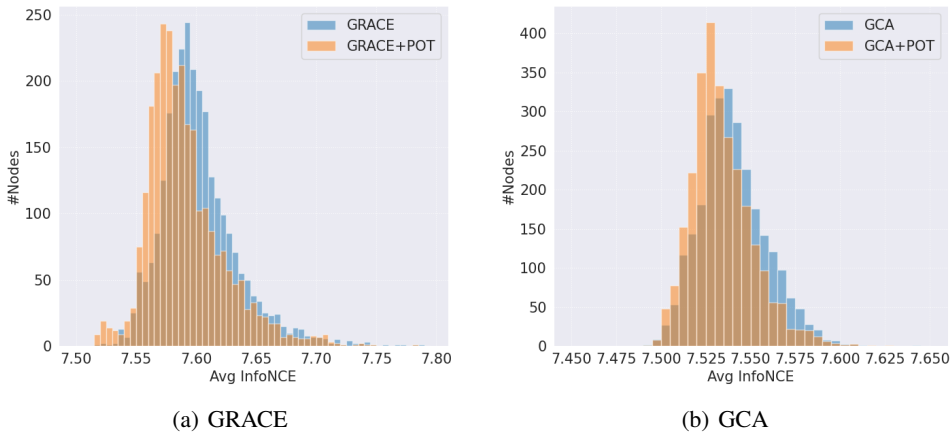 250
200
150
100
50
0
#Nodes
GRACE
GRACE+POT
7.50 7.55 7.60 7.65 7.70 7.75 7.80
Avg InfoNCE
(a) GRACE
400
350
300
250
200
150
100
50
0
#Nodes
GCA
GCA+POT
7.450 7.475 7.500 7.525 7.550 7.575 7.600 7.625 7.650
Avg InfoNCE
(b) GCA